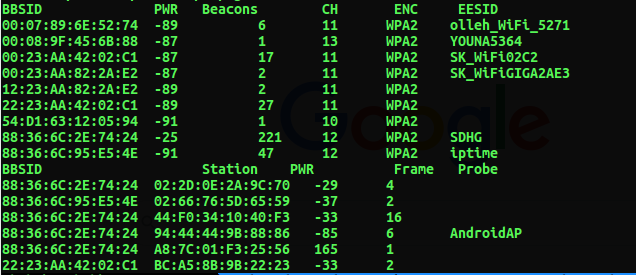 BBSID PWR Beacons CH ENC EESID
00:07:89:6E:52:74 -89 6 11 WPA2 olleh_WiFi_5271
00:08:9F:45:6B:88 -87 1 13 WPA2 YOUNA5364
00:23:AA:42:02:C1 -87 17 11 WPA2 SK_WiFi02C2
00:23:AA:82:2A:E2 -87 2 11 WPA2 SK_WiFiGIGA2AE3
12:23:AA:82:2A:E2 -89 2 11 WPA2
22:23:AA:42:02:C1 -89 27 11 WPA2
54:D1:63:12:05:94 -91 1 10 WPA2
88:36:6C:2E:74:24 -25 221 12 WPA2 SDHG
88:36:6C:95:E5:4E -91 47 12 WPA2 iptime
BBSID Station PWR Frame Probe
88:36:6C:2E:74:24 02:2D:0E:2A:9C:70 -29 4
88:36:6C:95:E5:4E 02:66:76:5D:65:59 -37 2
88:36:6C:2E:74:24 44:F0:34:10:40:F3 -33 16
88:36:6C:2E:74:24 94:44:44:9B:88:86 -85 6 AndroidAP
88:36:6C:2E:74:24 A8:7C:01:F3:25:56 165 1
22:23:AA:42:02:C1 BC:A5:8B:9B:22:23 -33 2
Google